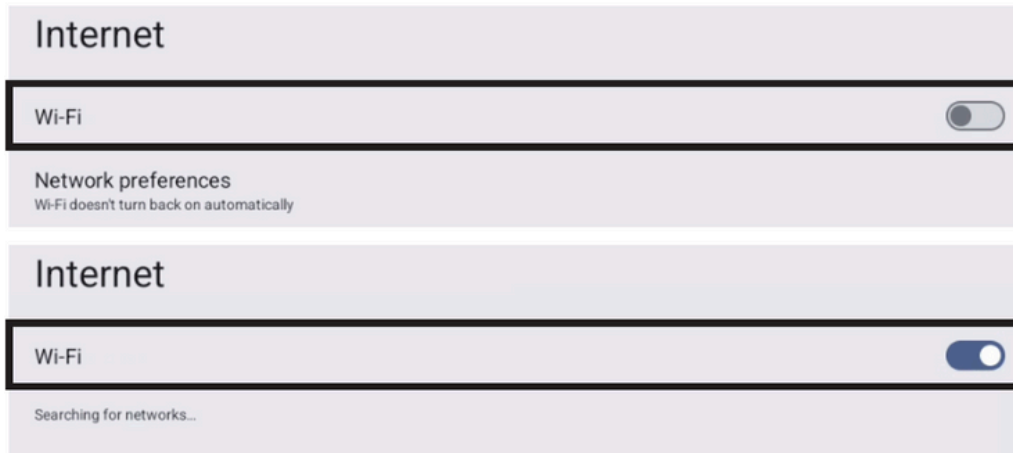 Internet
Wi-Fi
Network preferences
Wi-Fi doesn't turn back on automatically
Internet
Wi-Fi
Searching for networks…